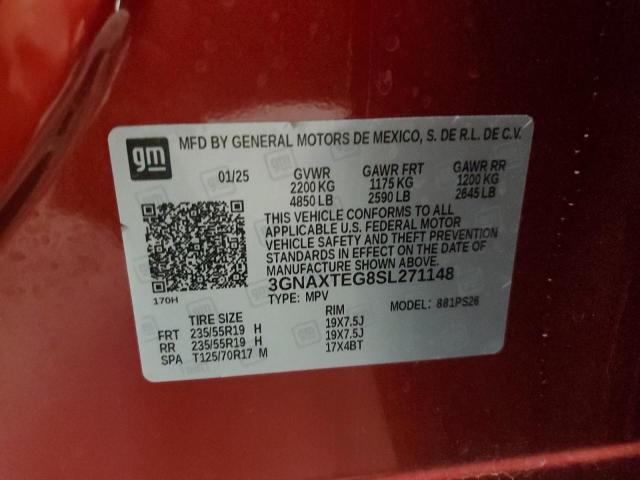 gm
MFD BY GENERAL MOTORS DE MEXICO, S. DE R.L. DE C.V.
01/25 GVWR GAWR FRT GAWR RR
2200 KG 1175 KG 1200 KG
4850 LB 2590 LB 2645 LB
THIS VEHICLE CONFORMS TO ALL
APPLICABLE U.S. FEDERAL MOTOR
VEHICLE SAFETY AND THEFT PREVENTION
STANDARDS IN EFFECT ON THE DATE OF
MANUFACTURE SHOWN ABOVE.
3GNAXTEG8SL271148
170H
TYPE: MPV MODEL: 881PS26
TIRE SIZE RIM
FRT 235/55R19 H 19X7.5J
RR 235/55R19 H 19X7.5J
SPA T125/70R17 M 17X4BT